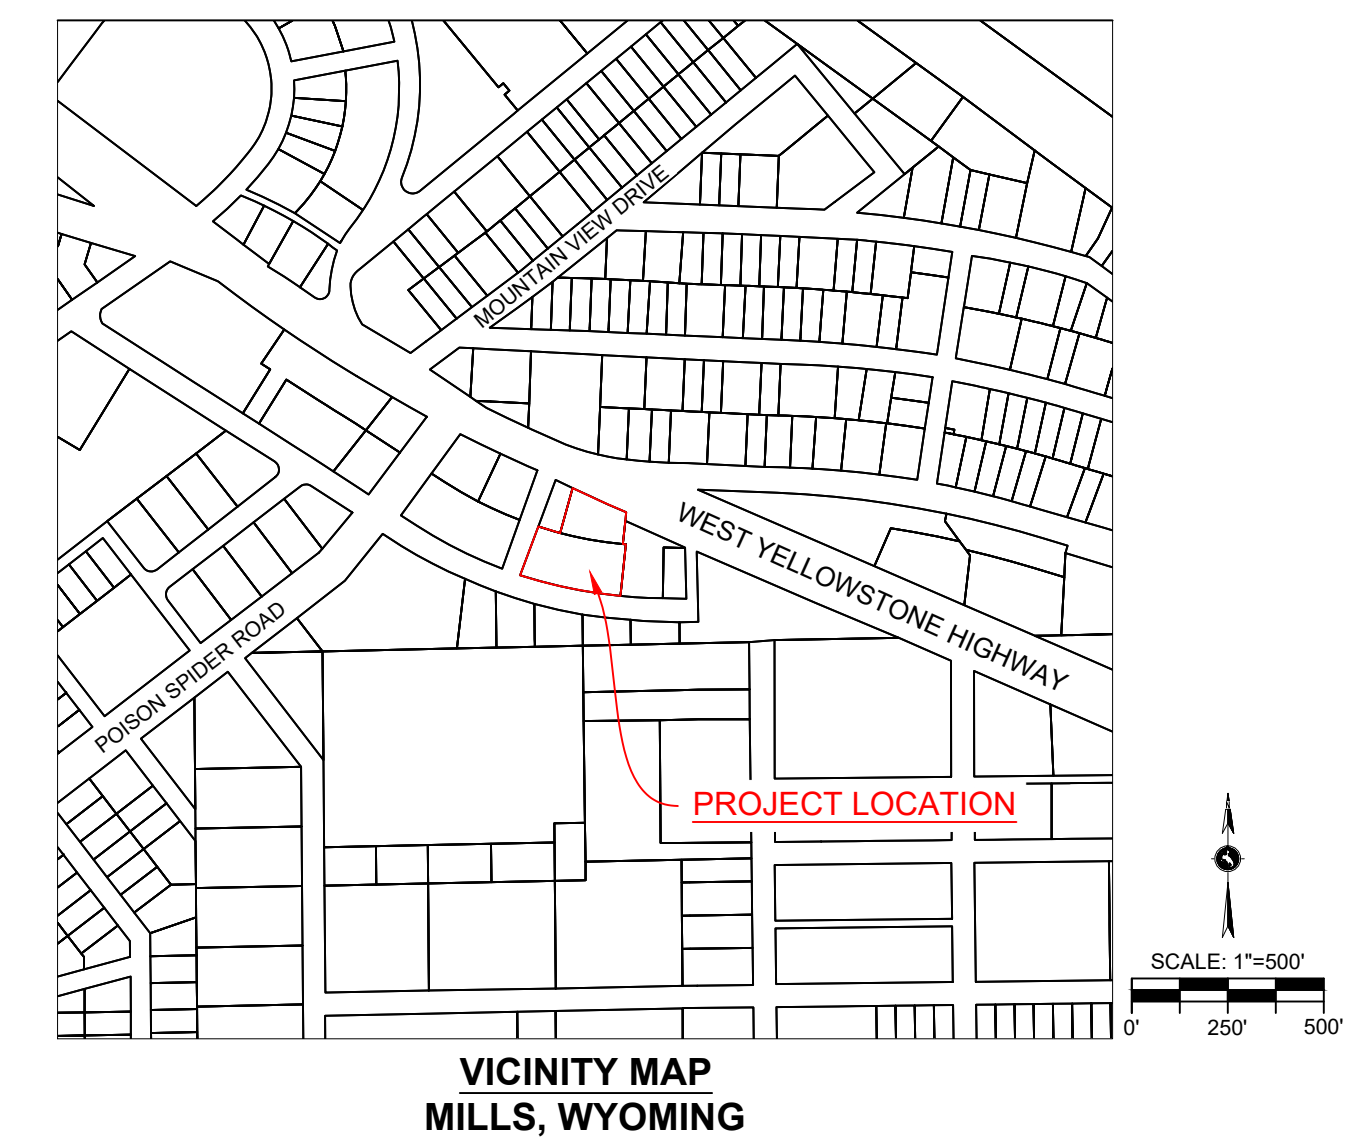 MOUNTAIN VIEW DRIVE
WEST YELLOWSTONE HIGHWAY
POISON SPIDER ROAD
PROJECT LOCATION
SCALE: 1"=500'
0' 250' 500'
VICINITY MAP
MILLS, WYOMING